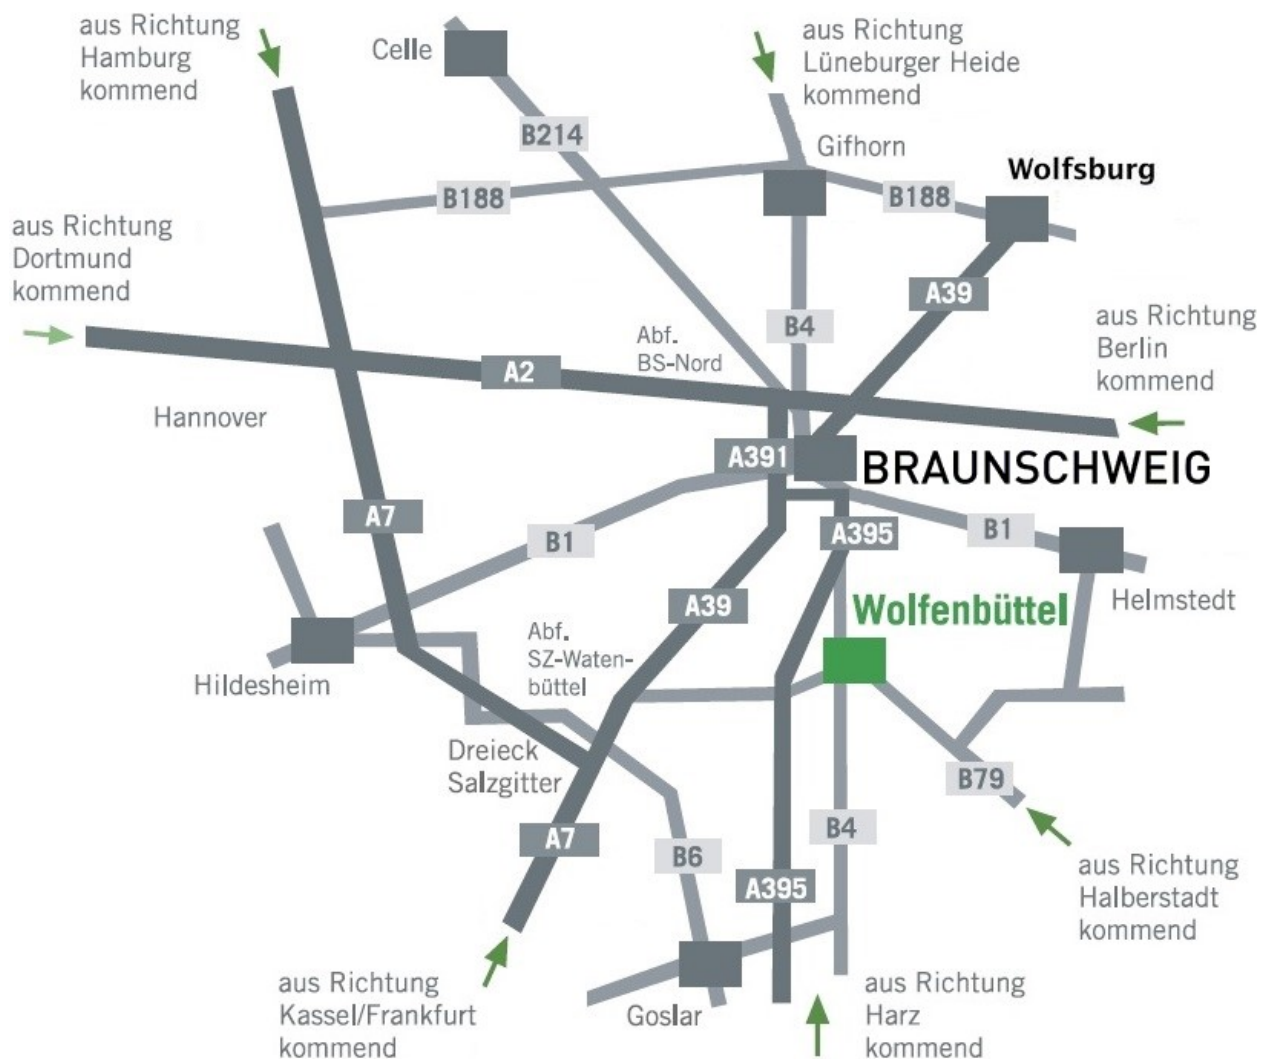 aus Richtung
Hamburg
kommend
Celle
aus Richtung
Lüneburger Heide
kommend
B214
Gifhorn
Wolfsburg
B188
B188
aus Richtung
Dortmund
kommend
A39
B4
Abf.
BS-Nord
aus Richtung
Berlin
kommend
A2
Hannover
A391
BRAUNSCHWEIG
A7
B1
A395
B1
A39
Wolfenbüttel
Helmstedt
Abf.
SZ-Waten-
büttel
Hildesheim
Dreieck
Salzgitter
B79
A7
B6
B4
A395
aus Richtung
Halberstadt
kommend
aus Richtung
Kassel/Frankfurt
kommend
Goslar
aus Richtung
Harz
kommend